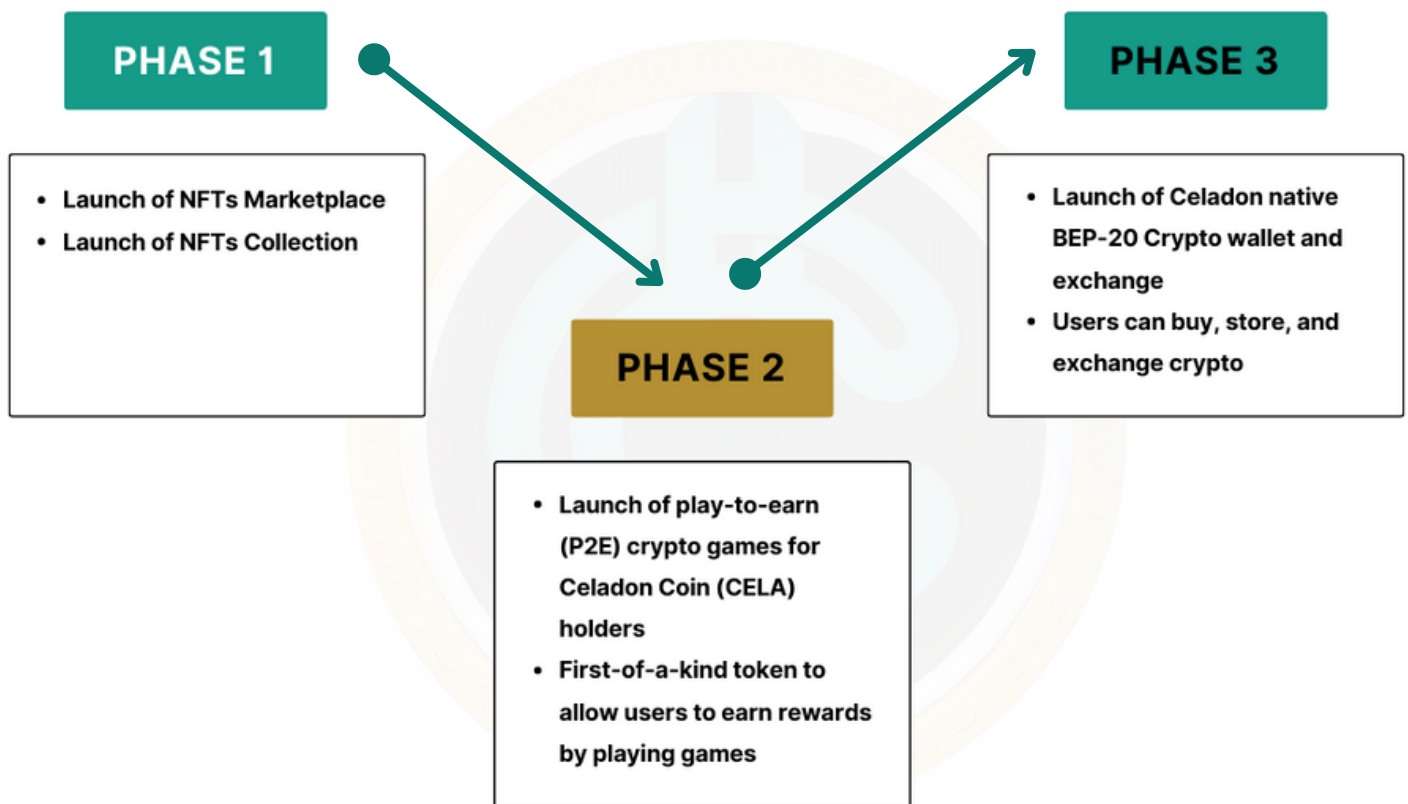 PHASE 1
Launch of NFTs Marketplace
Launch of NFTs Collection
PHASE 2
Launch of play-to-earn
(P2E) crypto games for
Celadon Coin (CELA)
holders
First-of-a-kind token to
allow users to earn rewards
by playing games
PHASE 3
Launch of Celadon native
BEP-20 Crypto wallet and
exchange
Users can buy, store, and
exchange crypto